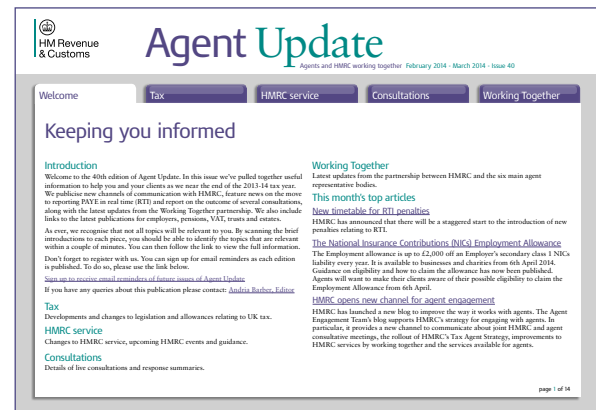 HM Revenue
& Customs
Agent Update
Agents and HMRC working together February 2014 - March 2014 - Issue 40
Welcome
Tax
HMRC service
Consultations
Working Together
Keeping you informed
Introduction
Welcome to the 40th edition of Agent Update. In this issue we've pulled together useful
information to help you and your clients as we near the end of the 2013-14 tax year.
We publicise new channels of communication with HMRC, feature news on the move
to reporting PAYE in real time (RTI) and report on the outcome of several consultations,
along with the latest updates from the Working Together partnership. We also include
links to the latest publications for employers, pensions, VAT, trusts and estates.
As ever, we recognise that not all topics will be relevant to you. By scanning the brief
introductions to each piece, you should be able to identify the topics that are relevant
within a couple of minutes. You can then follow the link to view the full information.
Don't forget to register with us. You can sign up for email reminders as each edition
is published. To do so, please use the link below.
Sign up to receive email reminders of future issues of Agent Update
If you have any queries about this publication please contact: Andria Barber, Editor
Tax
Developments and changes to legislation and allowances relating to UK tax.
HMRC service
Changes to HMRC service, upcoming HMRC events and guidance.
Consultations
Details of live consultations and response summaries.
Working Together
Latest updates from the partnership between HMRC and the six main agent
representative bodies.
This month's top articles
New timetable for RTI penalties
HMRC has announced that there will be a staggered start to the introduction of new
penalties relating to RTI.
The National Insurance Contributions (NICs) Employment Allowance
The Employment allowance is up to £2,000 off an Employer's secondary class 1 NICs
liability every year. It is available to businesses and charities from 6th April 2014.
Guidance on eligibility and how to claim the allowance has now been published.
Agents will want to make their clients aware of their possible eligibility to claim the
Employment Allowance from 6th April.
HMRC opens new channel for agent engagement
HMRC has launched a new blog to improve the way it works with agents. The Agent
Engagement Team's blog supports HMRC's strategy for engaging with agents. In
particular, it provides a new channel to communicate about joint HMRC and agent
consultative meetings, the rollout of HMRC's Tax Agent Strategy, improvements to
HMRC services by working together and the services available for agents.
page 1 of 14